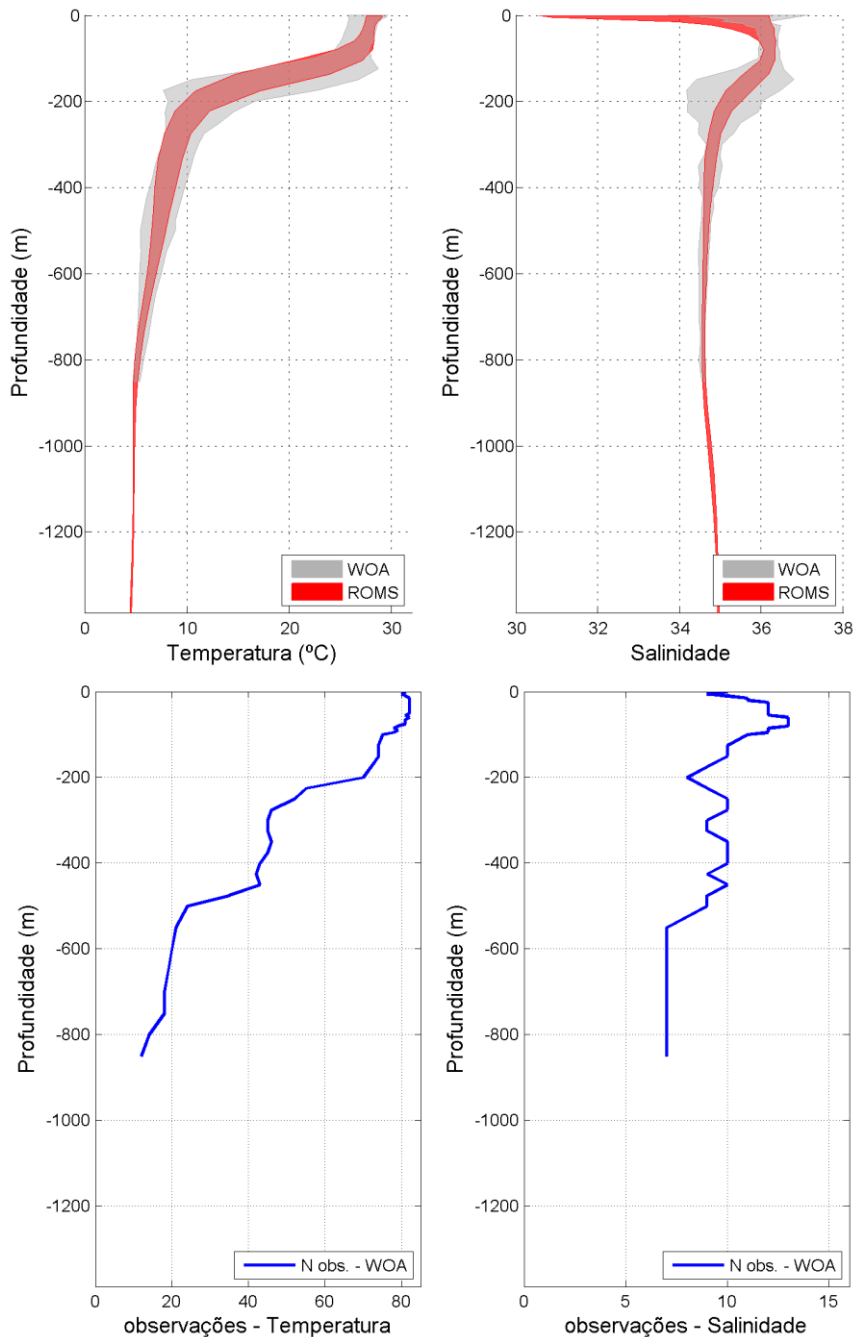 0
-200
-400
-600
-800
-1000
-1200
Profundidade (m)
WOA
ROMS
0 10 20 30
Temperatura (ºC)
0
-200
-400
-600
-800
-1000
-1200
Profundidade (m)
WOA
ROMS
30 32 34 36 38
Salinidade
0
-200
-400
-600
-800
-1000
-1200
Profundidade (m)
N obs. - WOA
0 20 40 60 80
observações - Temperatura
0
-200
-400
-600
-800
-1000
-1200
Profundidade (m)
N obs. - WOA
0 5 10 15
observações - Salinidade